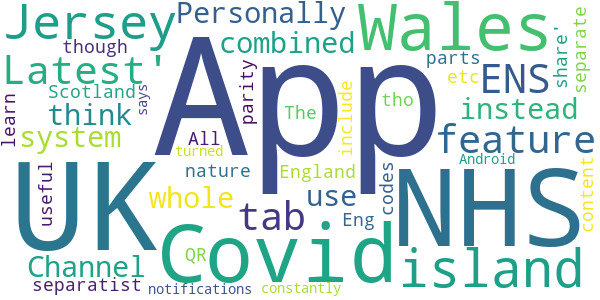 Jersey Personally Wales
though combined parts share'
Latest' App ENS etc separate
Scotland parity
learn think says' The tho include instead
system All feature
turned Android
useful UK nature England NHS content
whole tab use codes
Covid Eng island
Channel QR
separatist notifications constantly